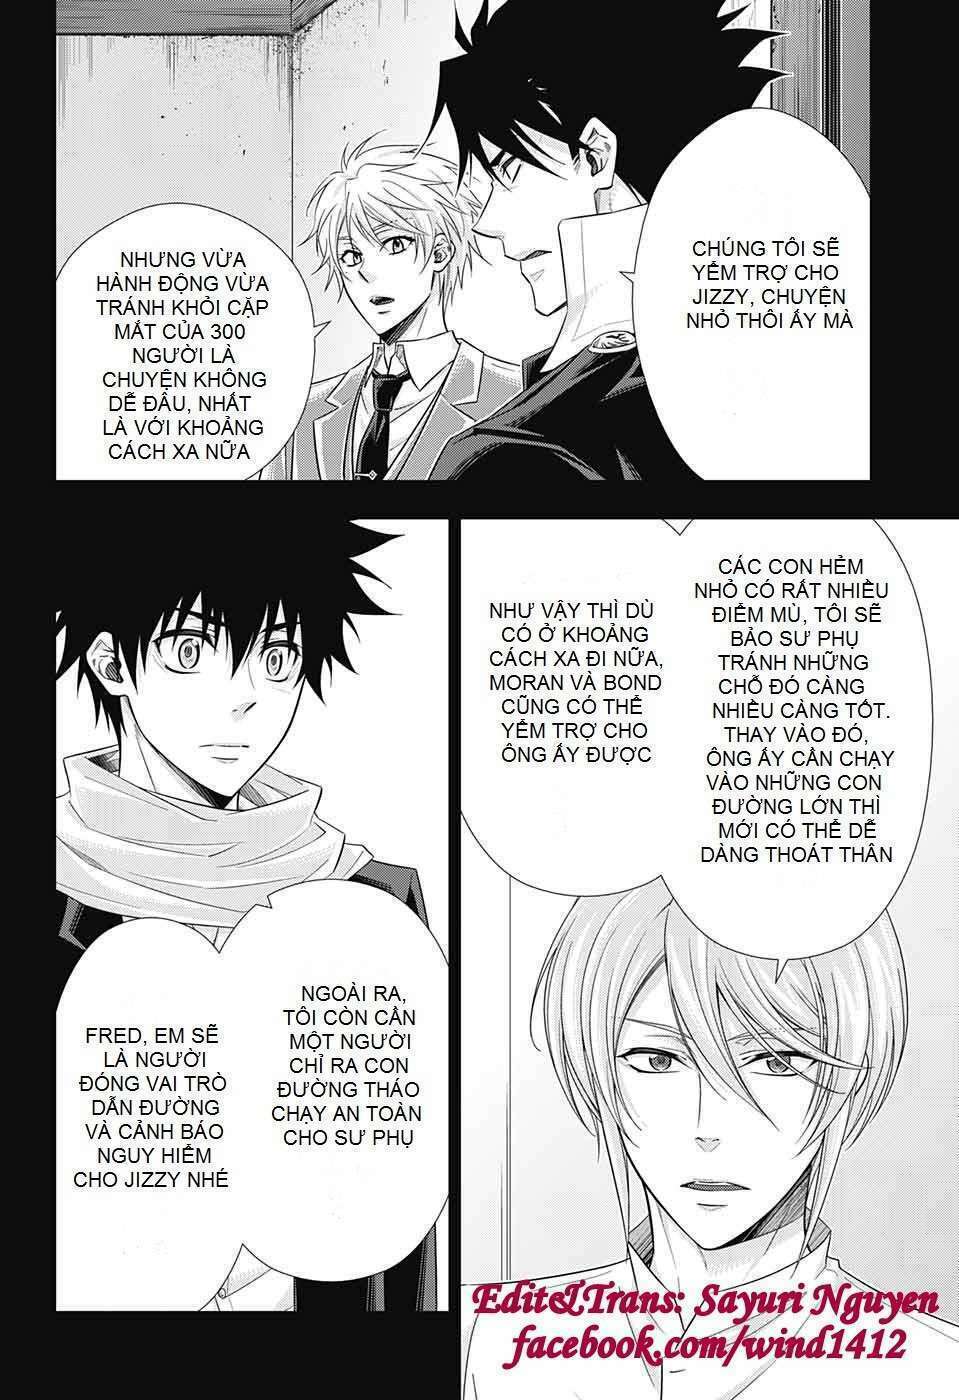 CHÚNG TÔI SẼ
YỂM TRỢ CHO
JIZZY, CHUYỆN
NHỎ THÔI ẤY MÀ
NHƯNG VỪA
HÀNH ĐỘNG VỪA
TRÁNH KHỎI CẶP
MẮT CỦA 300
NGƯỜI LÀ
CHUYỆN KHÔNG
DỄ ĐÂU, NHẤT
LÀ VỚI KHOẢNG
CÁCH XA NỮA
CÁC CON HẺM
NHỎ CÓ RẤT NHIỀU
ĐIỂM MÙ, TÔI SẼ
BẢO SƯ PHỤ
TRÁNH NHỮNG
CHỖ ĐÓ CÀNG
NHIỀU CÀNG TỐT.
THAY VÀO ĐÓ,
ÔNG ẤY CẦN CHẠY
VÀO NHỮNG CON
ĐƯỜNG LỚN THÌ
MỚI CÓ THỂ DỄ
DÀNG THOÁT THÂN
NHƯ VẬY THÌ DÙ
CÓ Ở KHOẢNG
CÁCH XA ĐI NỮA,
MORAN VÀ BOND
CŨNG CÓ THỂ
YỂM TRỢ CHO
ÔNG ẤY ĐƯỢC
NGOÀI RA,
TÔI CÒN CẦN
MỘT NGƯỜI
CHỈ RA CON
ĐƯỜNG THÁO
CHẠY AN TOÀN
CHO SƯ PHỤ
FRED, EM SẼ
LÀ NGƯỜI
ĐÓNG VAI TRÒ
DẪN ĐƯỜNG
VÀ CẢNH BÁO
NGUY HIỂM
CHO JIZZY NHÉ
Edit&Trans: Sayuri Nguyen
facebook.com/wind1412